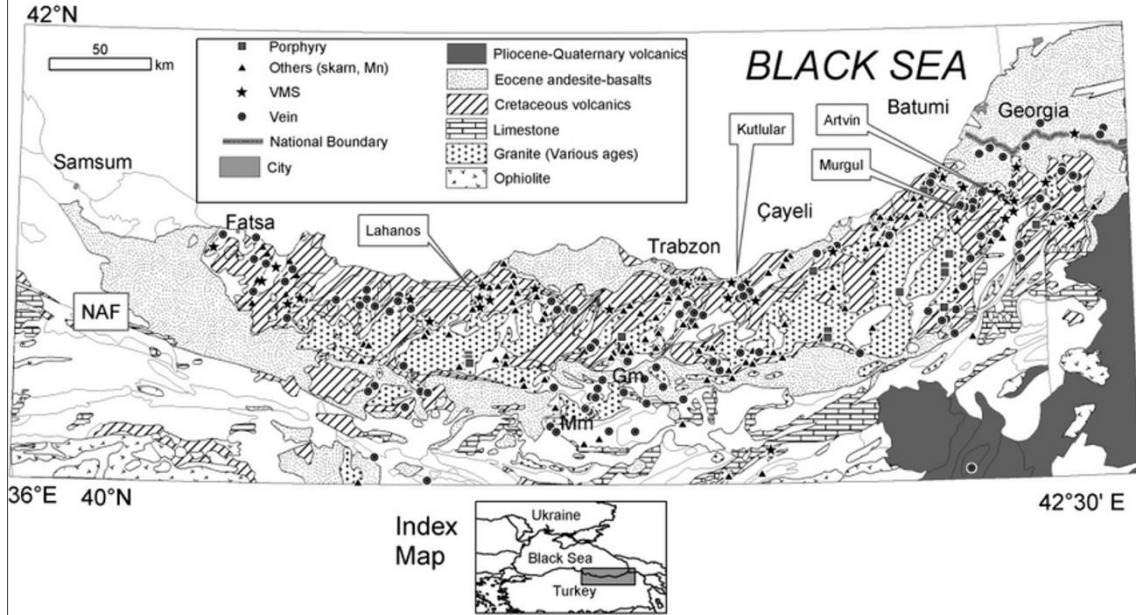 42°N
50
km
Porphyry
Others (skarn, Mn)
VMS
Vein
National Boundary
City
Pliocene-Quaternary volcanics
Eocene andesite-basalts
Cretaceous volcanics
Limestone
Granite (Various ages)
Ophiolite
BLACK SEA
Batumi
Georgia
Artvin
Kutlular
Murgul
Samsum
Fatsa
Lahanos
Trabzon
Çayeli
NAF
Gm
Mm
36°E
40°N
42°30' E
Index
Map
Ukraine
Black Sea
Turkey